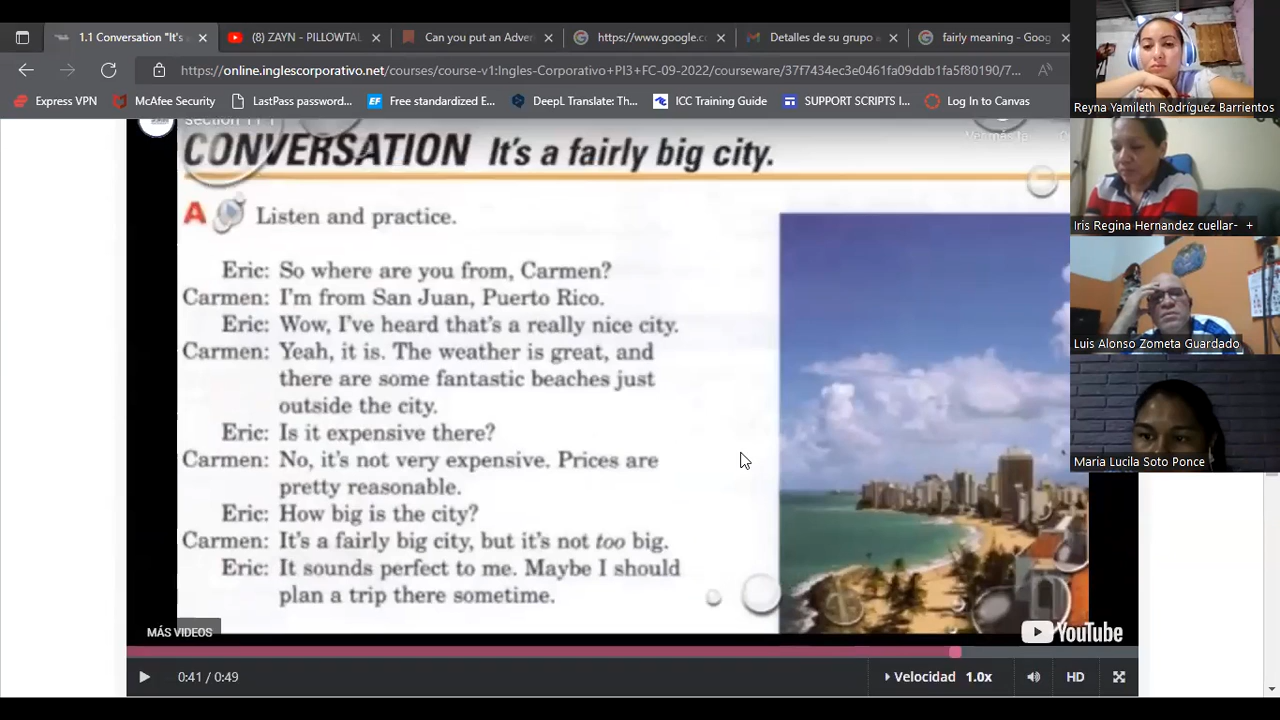 1.1 Conversation "It's
(8) ZAYN - PILLOWTAL
Can you put an Adver
https://www.google.c
Detalles de su grupo
fairly meaning - Goog
https://online.inglescorporativo.net/courses/course-v1:Ingles-Corporativo+PI3+FC-09-2022/courseware/37f7434ec3e0461fa09ddb1fa5f80190/7...
Express VPN
McAfee Security
LastPass password...
Free standardized E...
DeepL Translate: Th...
ICC Training Guide
SUPPORT SCRIPTS I...
Log In to Canvas
Reyna Yamileth Rodríguez Barrientos
Iris Regina Hernandez cuellar- +
Luis Alonso Zometa Guardado
Maria Lucila Soto Ponce
CONVERSATION It's a fairly big city.
A Listen and practice.
Eric: So where are you from, Carmen?
Carmen: I'm from San Juan, Puerto Rico.
Eric: Wow, I've heard that's a really nice city.
Carmen: Yeah, it is. The weather is great, and
there are some fantastic beaches just
outside the city.
Eric: Is it expensive there?
Carmen: No, it's not very expensive. Prices are
pretty reasonable.
Eric: How big is the city?
Carmen: It's a fairly big city, but it's not too big.
Eric: It sounds perfect to me. Maybe I should
plan a trip there sometime.
MÁS VIDEOS
YouTube
0:41 / 0:49
Velocidad 1.0x
HD